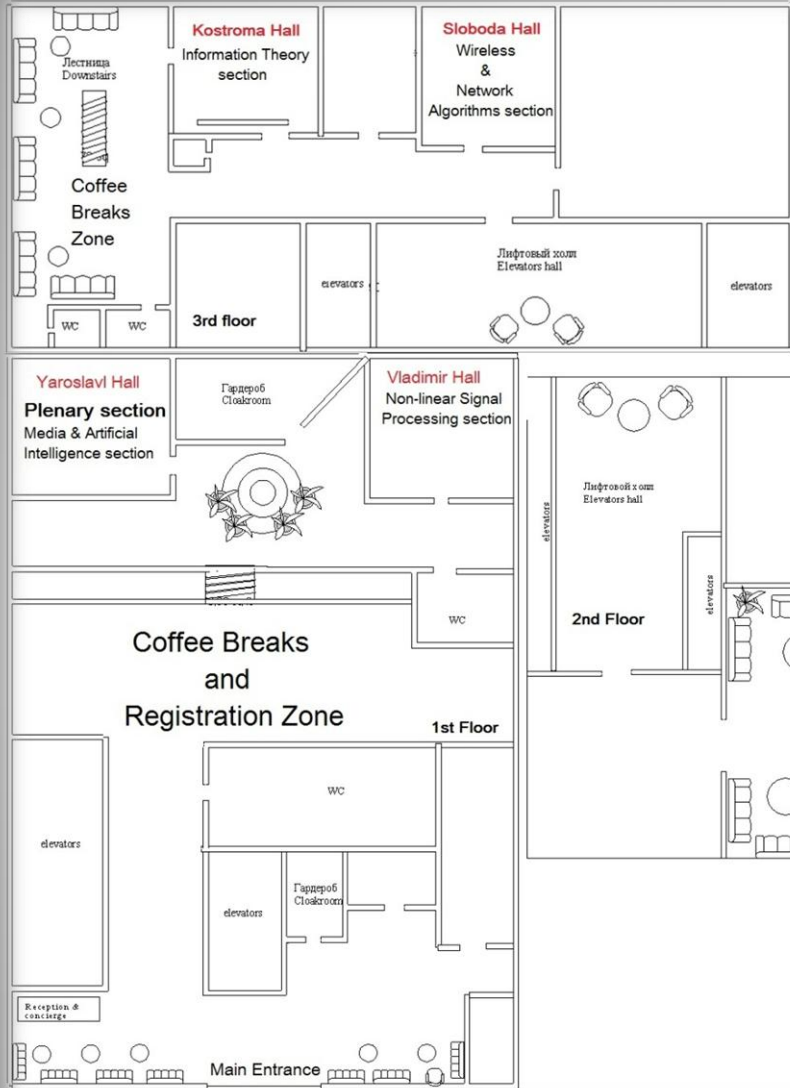 Kostroma Hall
Information Theory
section
Sloboda Hall
Wireless
&
Network
Algorithms section
Лестница
Downstairs
Coffee
Breaks
Zone
WC
WC
3rd floor
elevators
Лифтовый холл
Elevators hall
elevators
Yaroslavl Hall
Plenary section
Media & Artificial
Intelligence section
Гардероб
Cloakroom
Vladimir Hall
Non-linear Signal
Processing section
Лифтовой холл
Elevators hall
elevators
elevators
2nd Floor
WC
Coffee Breaks
and
Registration Zone
1st Floor
WC
elevators
elevators
Гардероб
Cloakroom
Reception &
concierge
Main Entrance